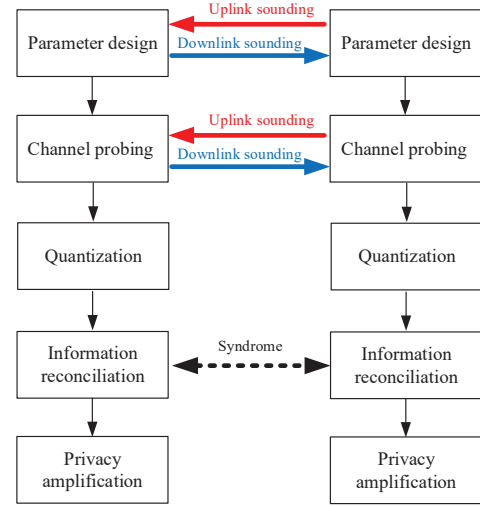 Uplink sounding
Parameter design
Downlink sounding
Parameter design
Uplink sounding
Channel probing
Downlink sounding
Channel probing
Quantization
Quantization
Syndrome
Information
reconciliation
Information
reconciliation
Privacy
amplification
Privacy
amplification